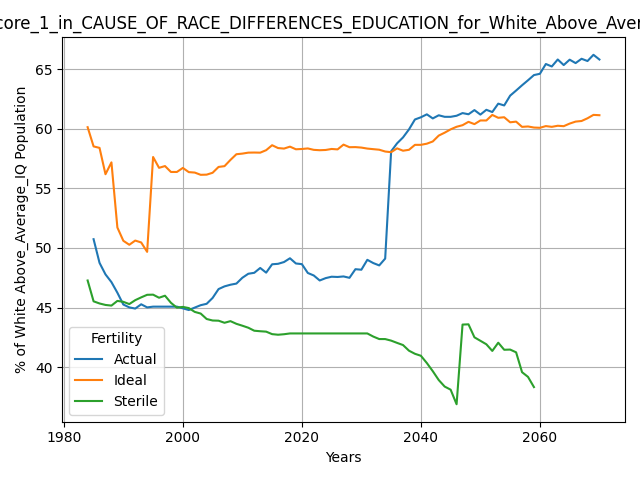 core_1_in_CAUSE_OF_RACE_DIFFERENCES_EDUCATION_for_White_Above_Aver
% of White Above_Average_IQ Population
65
60
55
50
45
40
Fertility
Actual
Ideal
Sterile
1980
2000
2020
2040
2060
Years